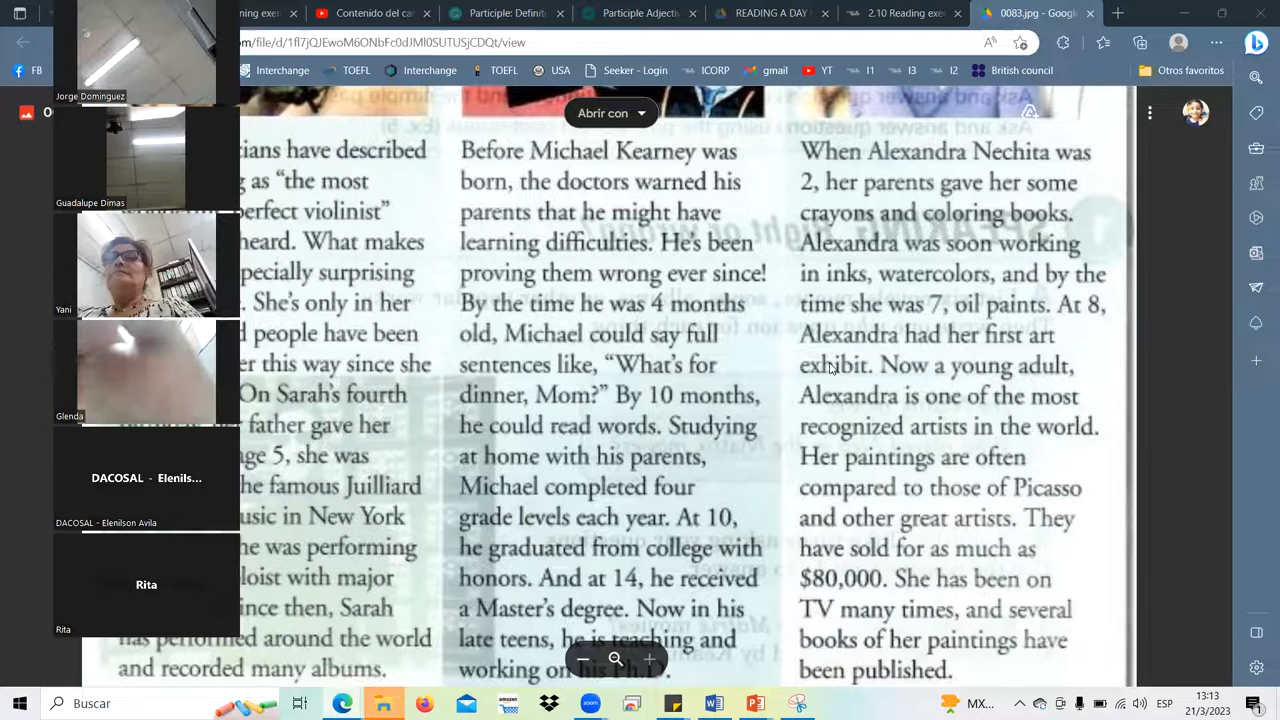 Contenido del car
Participle: Definit
Participle Adjecti
READING A DAY
2.10 Reading exe
0083.jpg - Google
om/file/d/1fl7jQJEwoM6ONbFc0dJMl0SUTUSjCDQt/view
FB
Interchange
TOEFL
Interchange
TOEFL
USA
Seeker - Login
ICORP
gmail
YT
I1
I3
I2
British council
Otros favoritos
Abrir con
Jorge Dominguez
Guadalupe Dimas
Yani
Glenda
DACOSAL - Elenils...
DACOSAL - Elenilson Avila
Rita
Rita
cians have described
g as “the most
perfect violinist”
heard. What makes
pecially surprising
. She’s only in her
d people have been
er this way since she
On Sarah’s fourth
father gave her
age 5, she was
he famous Juilliard
usic in New York
he was performing
loist with major
ince then, Sarah
has performed around the world
and recorded many albums.
Before Michael Kearney was
born, the doctors warned his
parents that he might have
learning difficulties. He’s been
proving them wrong ever since!
By the time he was
months
old, Michael could say full
sentences like, “What’s for
dinner, Mom?” By 10 months,
he could read words. Studying
at home with his parents,
Michael completed four
grade levels each year. At 10,
he graduated from college with
honors. And at 14, he received
a Master’s degree. Now in his
late teens, he is teaching and
working on his Ph.D.
When Alexandra Nechita was
2, her parents gave her some
crayons and coloring books.
Alexandra was soon working
in inks, watercolors, and by the
time she was 7, oil paints. At 8,
Alexandra had her first art
exhibit. Now a young adult,
Alexandra is one of the most
recognized artists in the world.
Her paintings are often
compared to those of Picasso
and other great artists. They
have sold for as much as
$80,000. She has been on
TV many times, and several
books of her paintings have
been published.
Buscar
MX...
ESP
13:13
21/3/2023